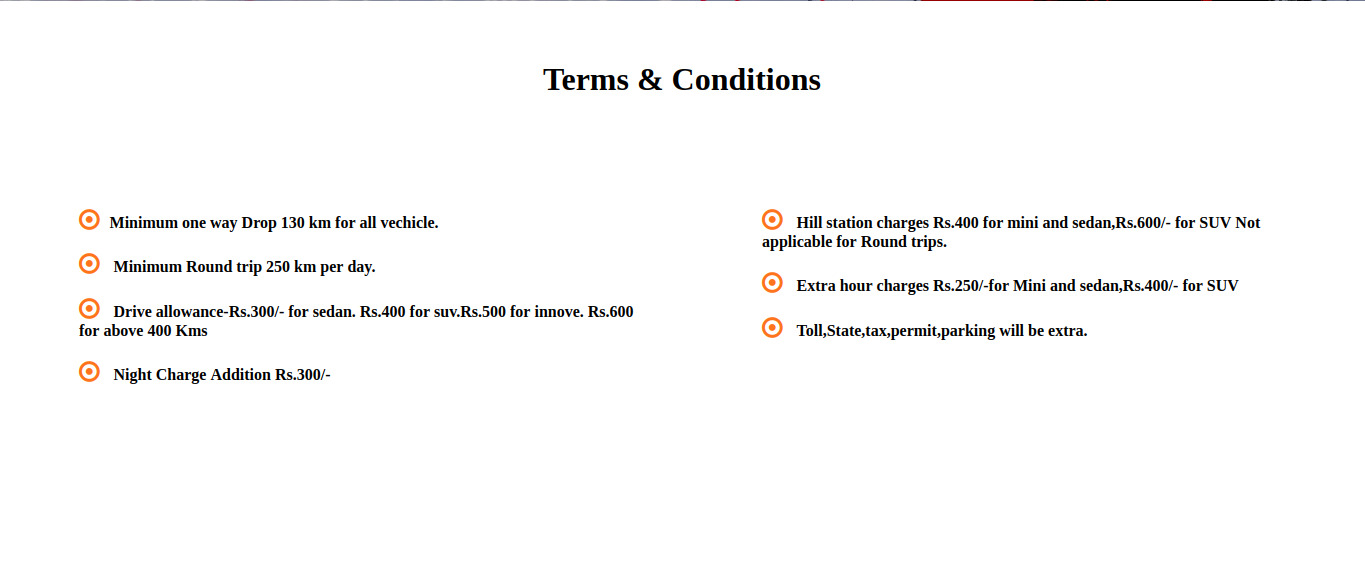 Terms & Conditions
Minimum one way Drop 130 km for all vechicle.
Minimum Round trip 250 km per day.
Drive allowance-Rs.300/- for sedan. Rs.400 for suv.Rs.500 for innove. Rs.600
for above 400 Kms
Night Charge Addition Rs.300/-
Hill station charges Rs.400 for mini and sedan,Rs.600/- for SUV Not
applicable for Round trips.
Extra hour charges Rs.250/-for Mini and sedan,Rs.400/- for SUV
Toll,State,tax,permit,parking will be extra.